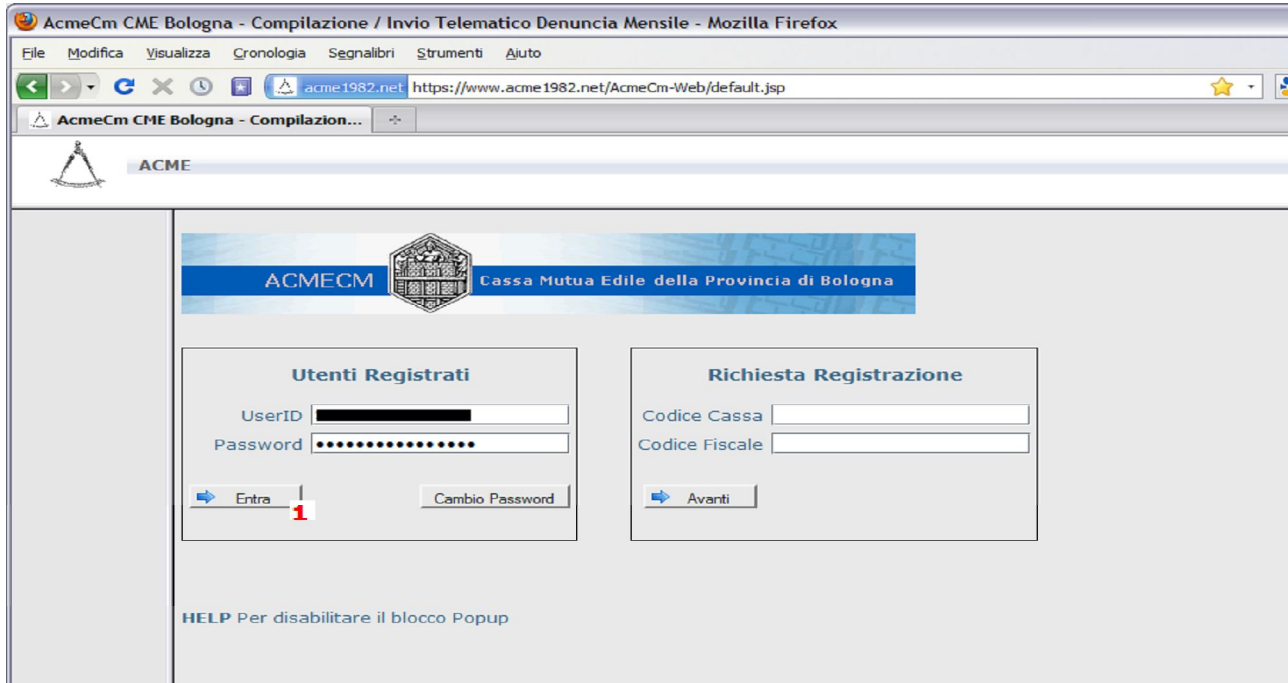 AcmeCm CME Bologna - Compilazione / Invio Telematico Denuncia Mensile - Mozilla Firefox
File Modifica Visualizza Cronologia Segnalibri Strumenti Aiuto
acme1982.net https://www.acme1982.net/AcmeCm-Web/default.jsp
AcmeCm CME Bologna - Compilazion...
ACME
ACMECM Cassa Mutua Edile della Provincia di Bologna
Utenti Registrati
UserID
Password
Entra
1
Cambio Password
Richiesta Registrazione
Codice Cassa
Codice Fiscale
Avanti
HELP Per disabilitare il blocco Popup